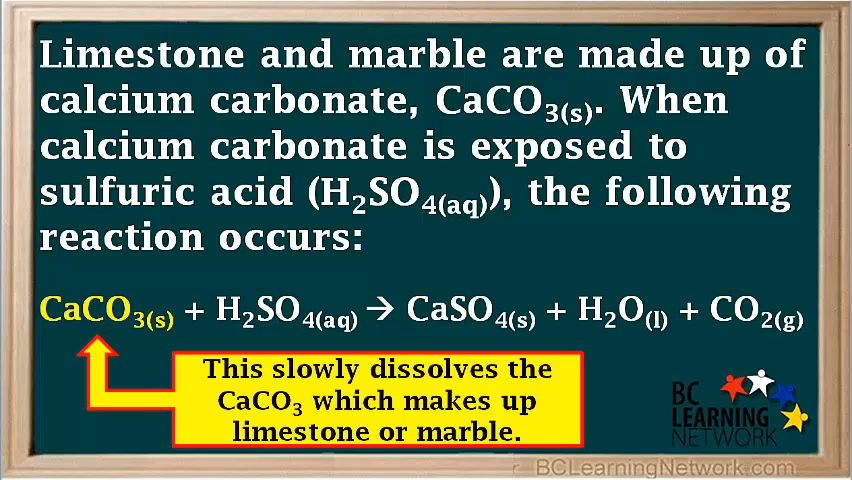 Limestone and marble are made up of
calcium carbonate, CaCO₃₍ₛ₎. When
calcium carbonate is exposed to
sulfuric acid (H₂SO₄(aq)), the following
reaction occurs:
CaCO₃(s) + H₂SO₄(aq) → CaSO₄(s) + H₂O(l) + CO₂(g)
This slowly dissolves the
CaCO₃ which makes up
limestone or marble.
BC
LEARNING
NETWORK
BCLearningNetwork.com